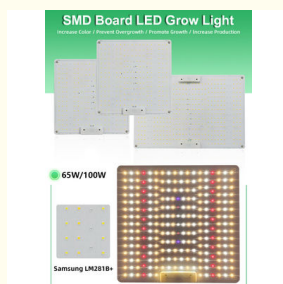 SMD Board LED Grow Light
Increase Color / Prevent Overgrowth / Promote Growth / Increase Production
65W/100W
Samsung LM281B+